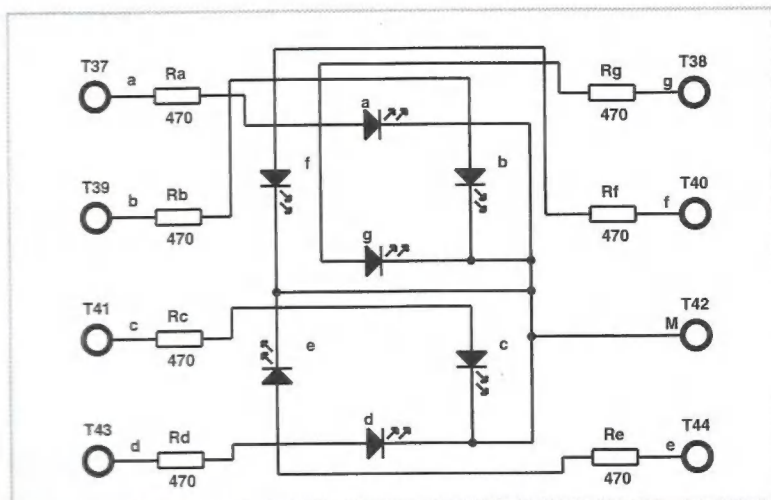 T37 a Ra 470
Rg g T38 470
a
f b
T39 b Rb 470
Rf f T40 470
g
T41 c Rc 470
M T42
e c
T43 d Rd 470
d
Re e T44 470